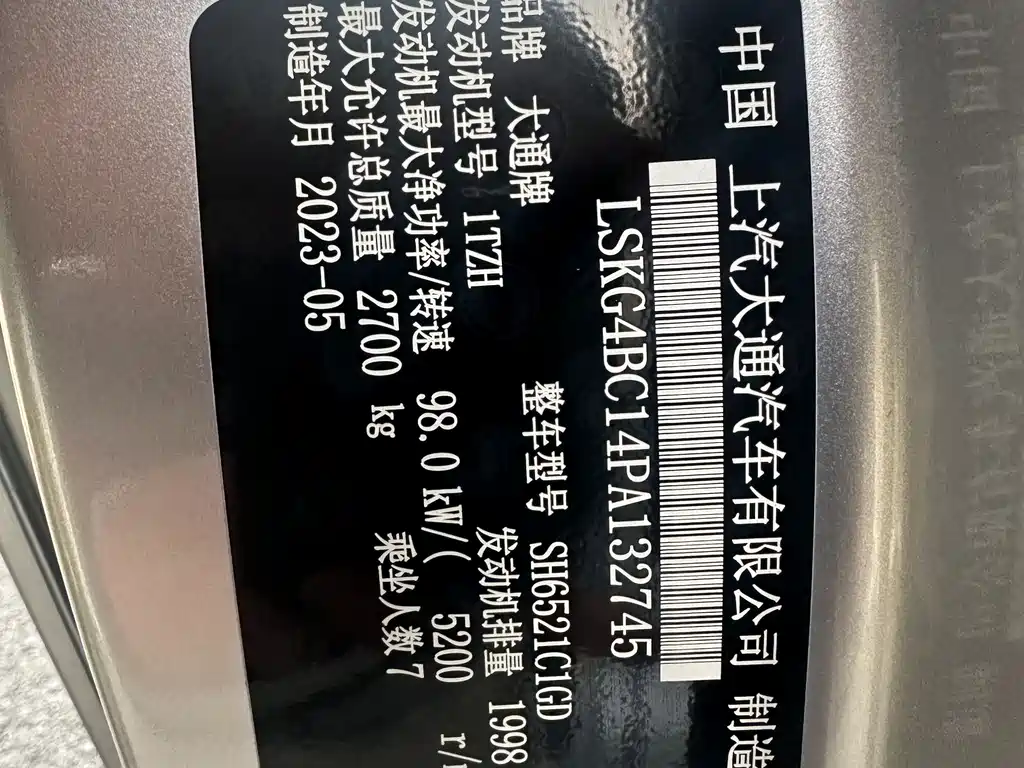 中国 上汽大通汽车有限公司 制造
LSKG4BC14PA132745
品牌 大通牌 整车型号 SH6521C1GD
发动机型号 1TZH 发动机排量 1998
发动机最大净功率/转速 98.0 kW/( 5200 r/
最大允许总质量 2700 kg 乘坐人数 7
制造年月 2023-05